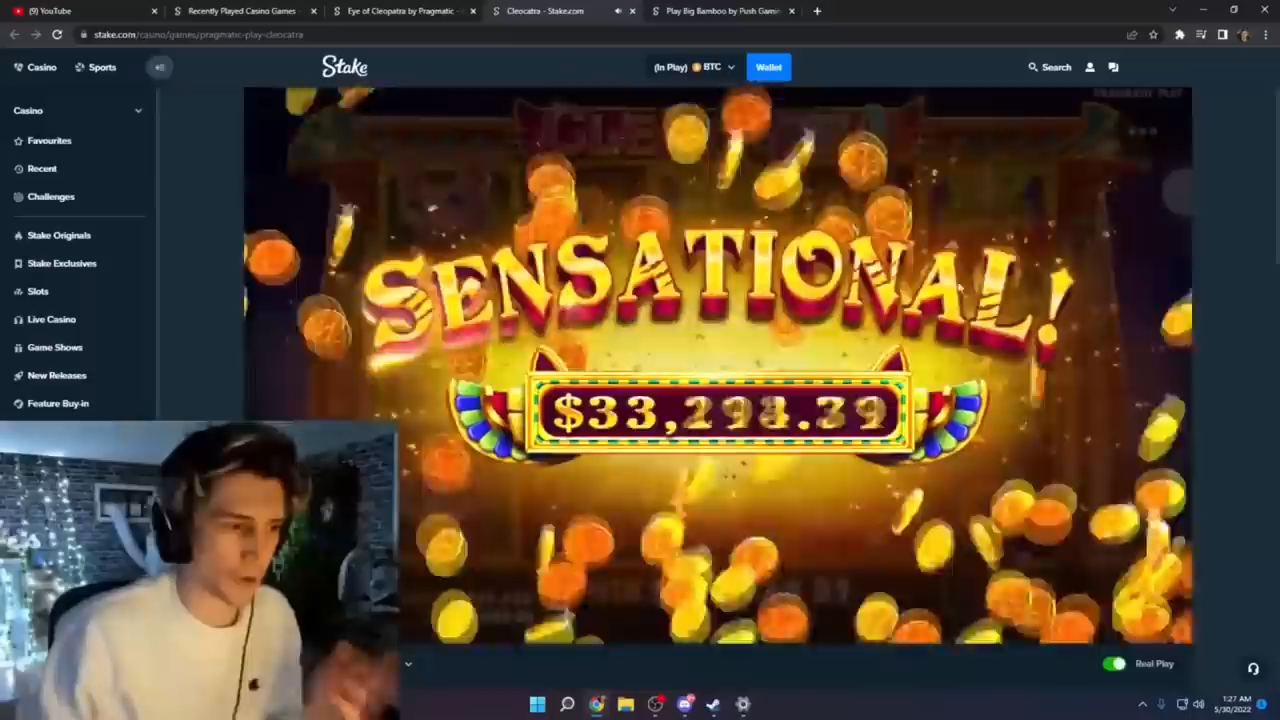 (9) YouTube
Recently Played Casino Games -
Eye of Cleopatra by Pragmatic -
Cleocatra - Stake.com
Play Big Bamboo by Push Gamin
stake.com/casino/games/pragmatic-play-cleocatra
Casino
Sports
Stake
(In Play)
BTC
Wallet
Search
Casino
Favourites
Recent
Challenges
Stake Originals
Stake Exclusives
Slots
Live Casino
Game Shows
New Releases
Feature Buy-in
PRAGMATIC PLAY
SENSATIONAL!
Real Play
1:27 AM
5/30/2022